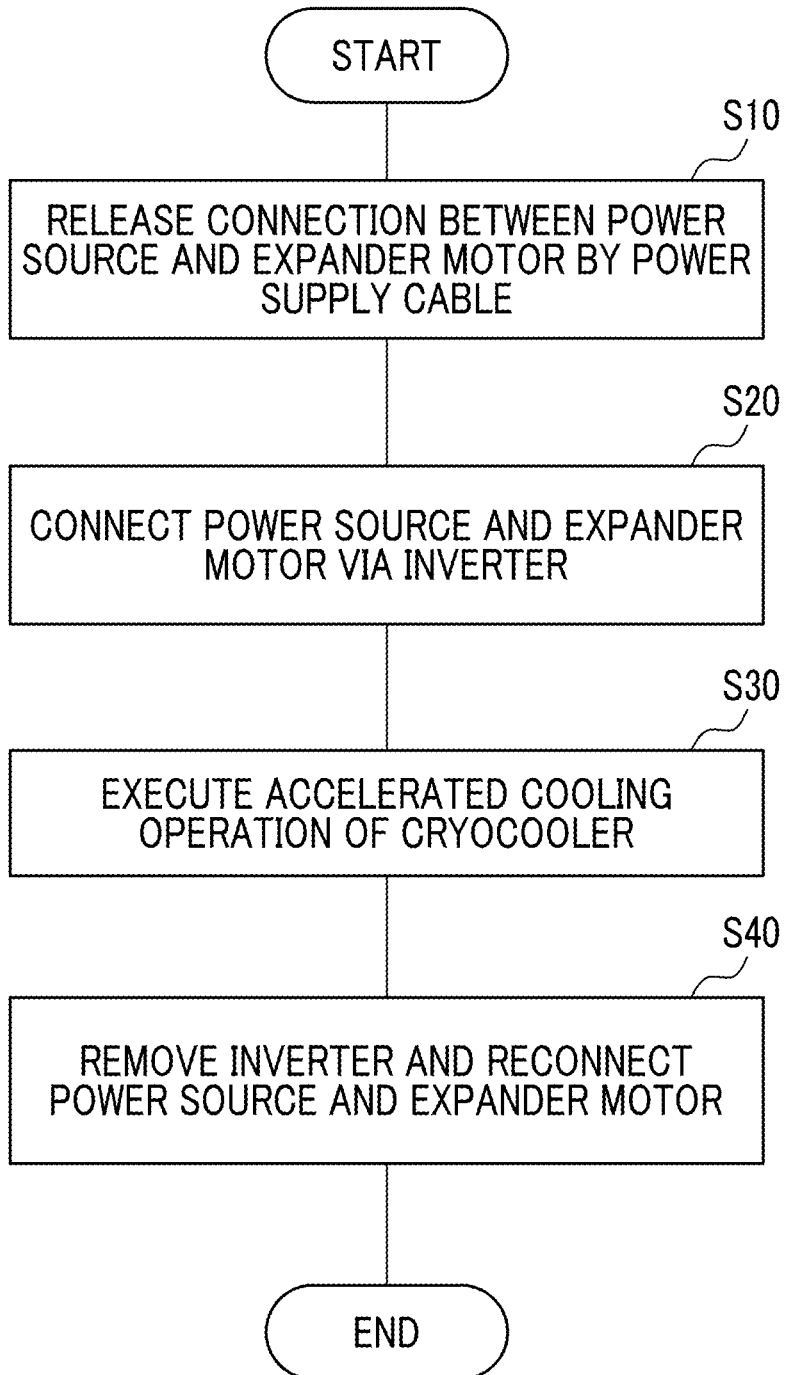 START
S10
RELEASE CONNECTION BETWEEN POWER
SOURCE AND EXPANDER MOTOR BY POWER
SUPPLY CABLE
S20
CONNECT POWER SOURCE AND EXPANDER
MOTOR VIA INVERTER
S30
EXECUTE ACCELERATED COOLING
OPERATION OF CRYOCOOLER
S40
REMOVE INVERTER AND RECONNECT
POWER SOURCE AND EXPANDER MOTOR
END